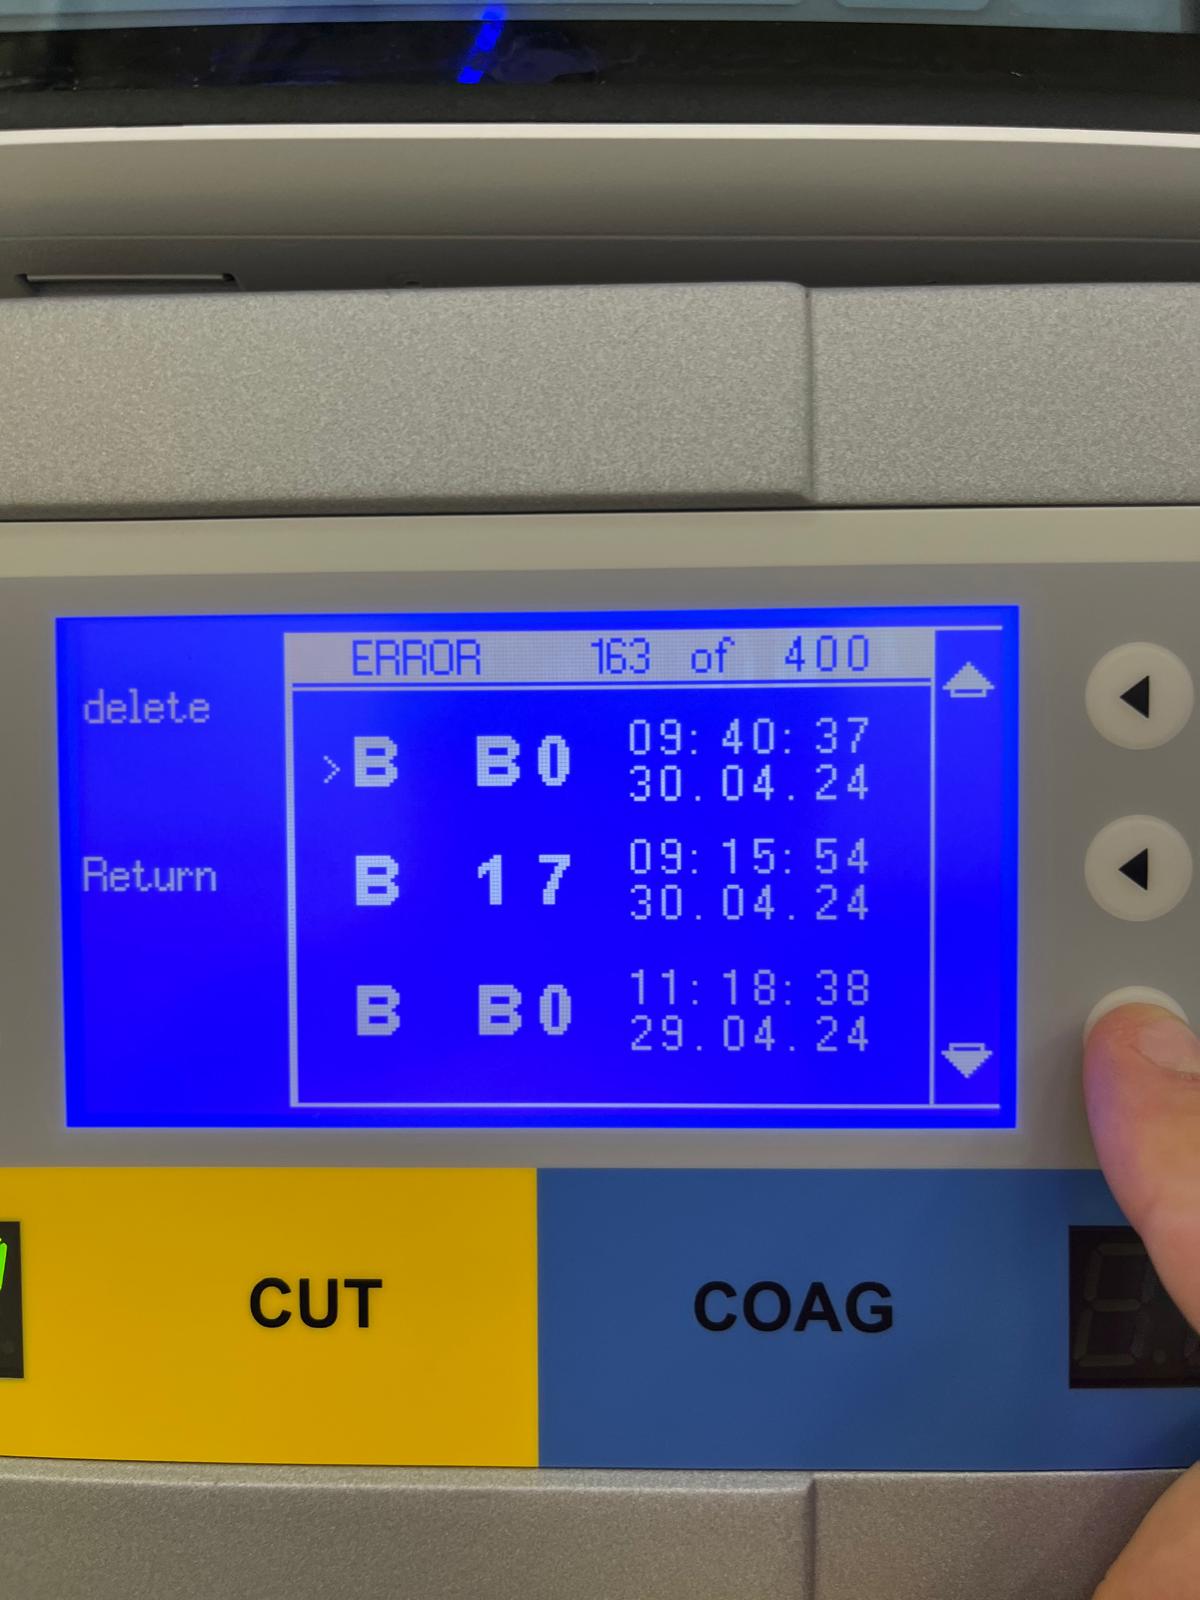 ERROR 163 of 400
delete
>B B0 09:40:37
30.04.24
Return
B 17 09:15:54
30.04.24
B B0 11:18:38
29.04.24
CUT COAG